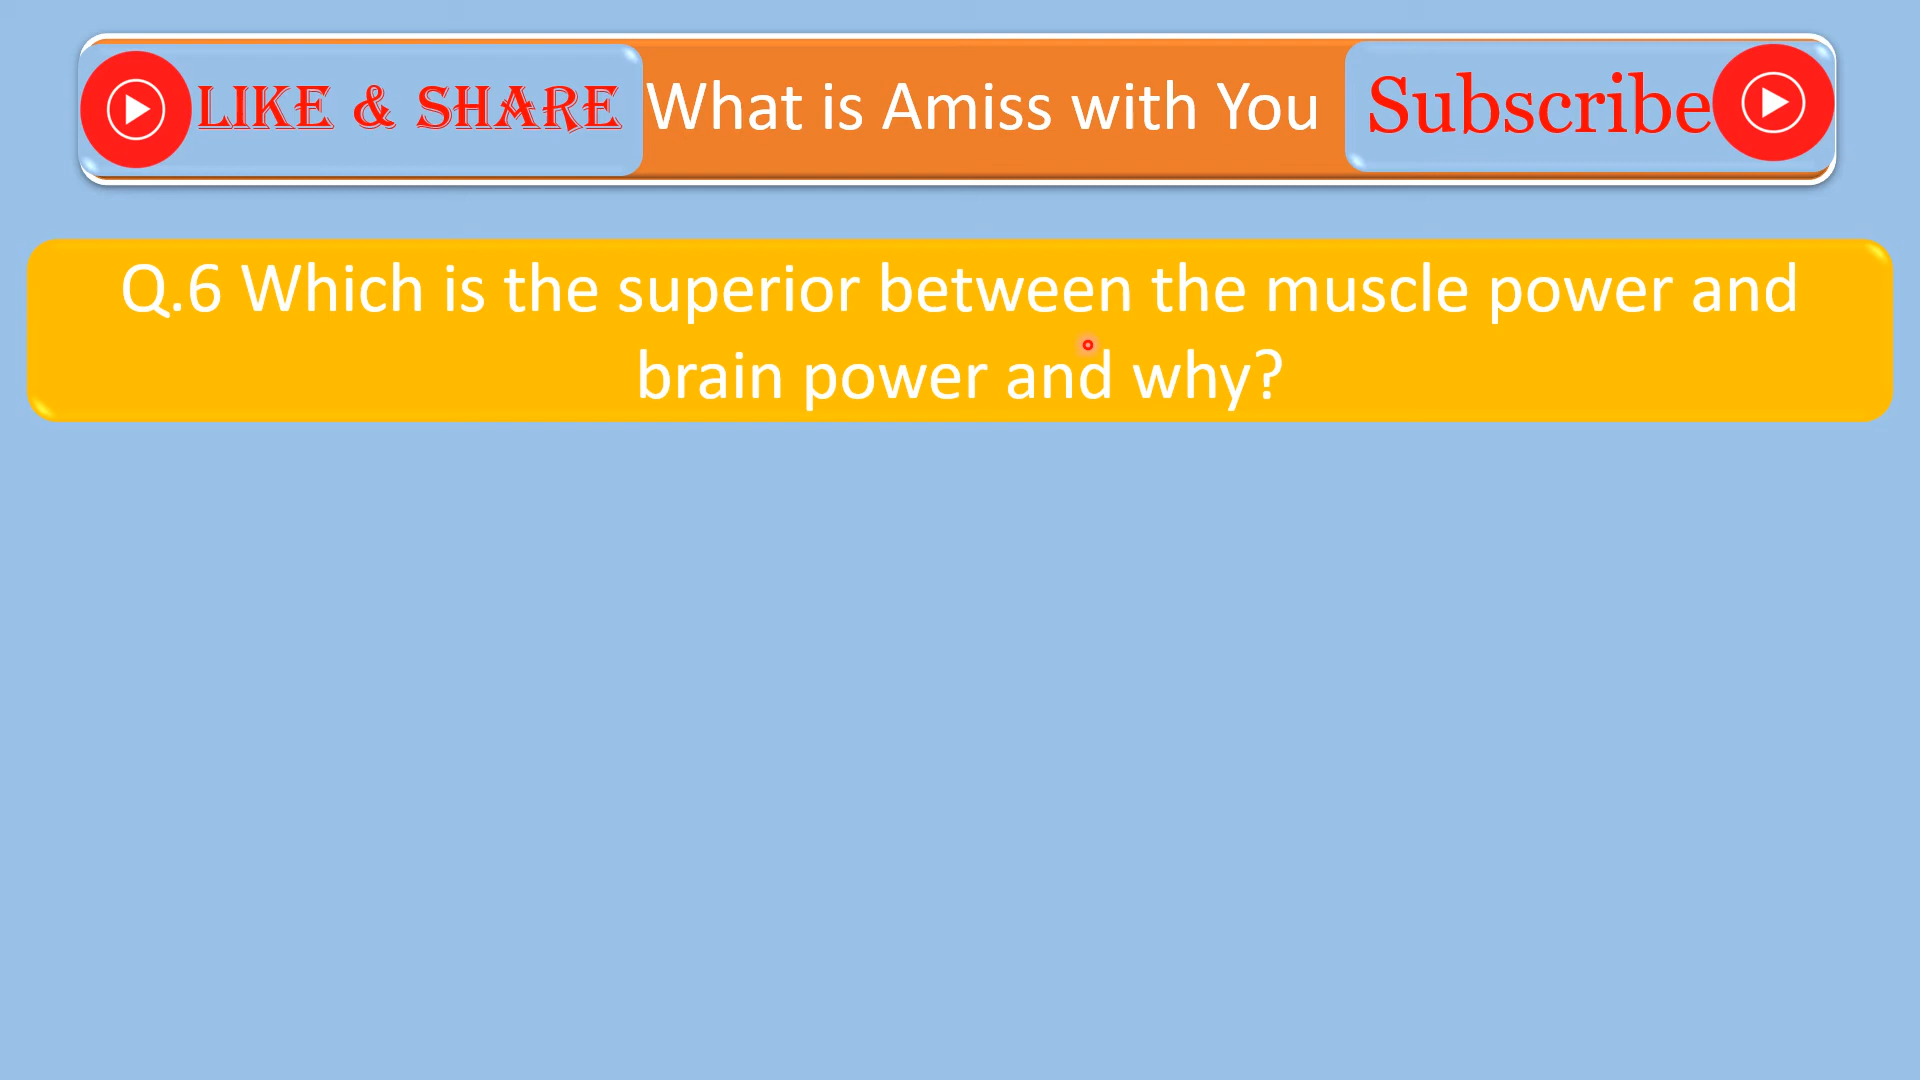 LIKE & SHARE What is Amiss with You Subscribe
Q.6 Which is the superior between the muscle power and
brain power and why?